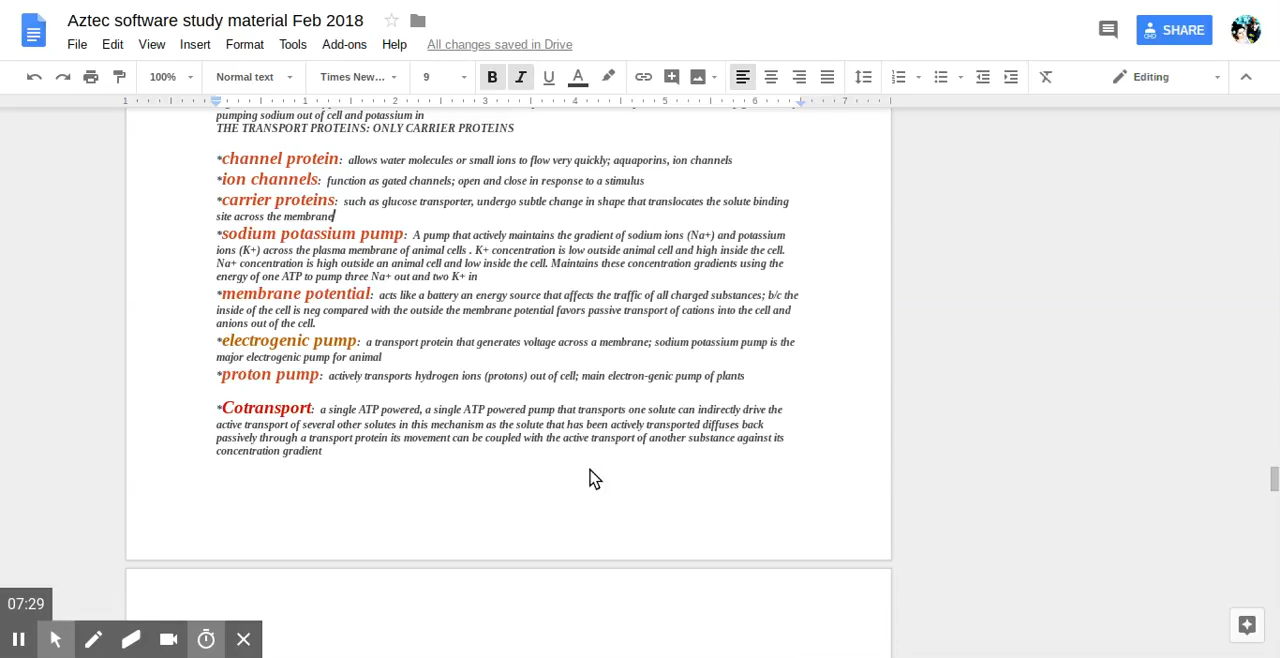 Aztec software study material Feb 2018
File Edit View Insert Format Tools Add-ons Help All changes saved in Drive
SHARE
100% Normal text Times New... 9 Editing
1 1 2 3 4 5 6 7
pumping sodium out of cell and potassium in
THE TRANSPORT PROTEINS: ONLY CARRIER PROTEINS
*channel protein: allows water molecules or small ions to flow very quickly; aquaporins, ion channels
*ion channels: function as gated channels; open and close in response to a stimulus
*carrier proteins: such as glucose transporter, undergo subtle change in shape that translocates the solute binding
site across the membrane
*sodium potassium pump: A pump that actively maintains the gradient of sodium ions (Na+) and potassium
ions (K+) across the plasma membrane of animal cells . K+ concentration is low outside animal cell and high inside the cell.
Na+ concentration is high outside an animal cell and low inside the cell. Maintains these concentration gradients using the
energy of one ATP to pump three Na+ out and two K+ in
*membrane potential: acts like a battery an energy source that affects the traffic of all charged substances; b/c the
inside of the cell is neg compared with the outside the membrane potential favors passive transport of cations into the cell and
anions out of the cell.
*electrogenic pump: a transport protein that generates voltage across a membrane; sodium potassium pump is the
major electrogenic pump for animal
*proton pump: actively transports hydrogen ions (protons) out of cell; main electron-genic pump of plants
*Cotransport: a single ATP powered, a single ATP powered pump that transports one solute can indirectly drive the
active transport of several other solutes in this mechanism as the solute that has been actively transported diffuses back
passively through a transport protein its movement can be coupled with the active transport of another substance against its
concentration gradient
07:29